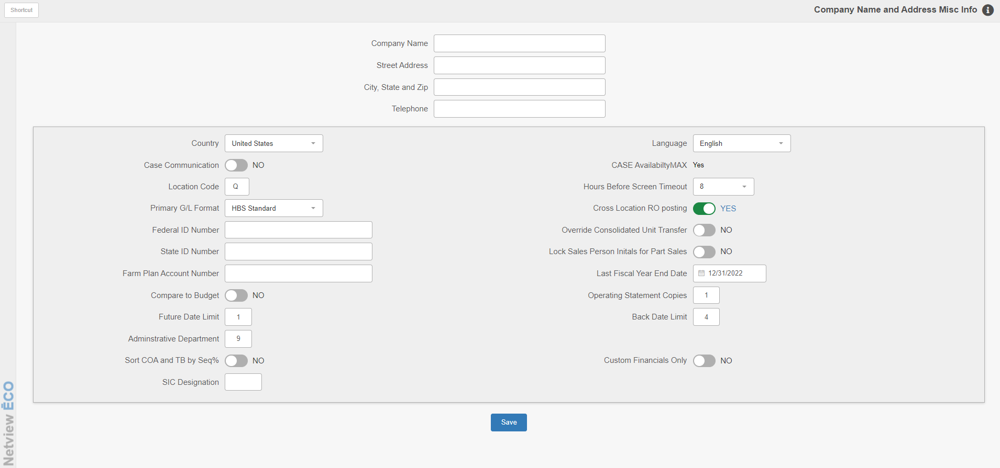 Shortcut
Company Name and Address Misc Info
Company Name
Street Address
City, State and Zip
Telephone
Country United States
Language English
Case Communication NO
CASE AvailabiltyMAX Yes
Location Code Q
Hours Before Screen Timeout 8
Primary G/L Format HBS Standard
Cross Location RO posting YES
Federal ID Number
Override Consolidated Unit Transfer NO
State ID Number
Lock Sales Person Initals for Part Sales NO
Farm Plan Account Number
Last Fiscal Year End Date 12/31/2022
Compare to Budget NO
Operating Statement Copies 1
Future Date Limit 1
Back Date Limit 4
Adminstrative Department 9
Sort COA and TB by Seq% NO
Custom Financials Only NO
SIC Designation
Save
Netview ĒCO